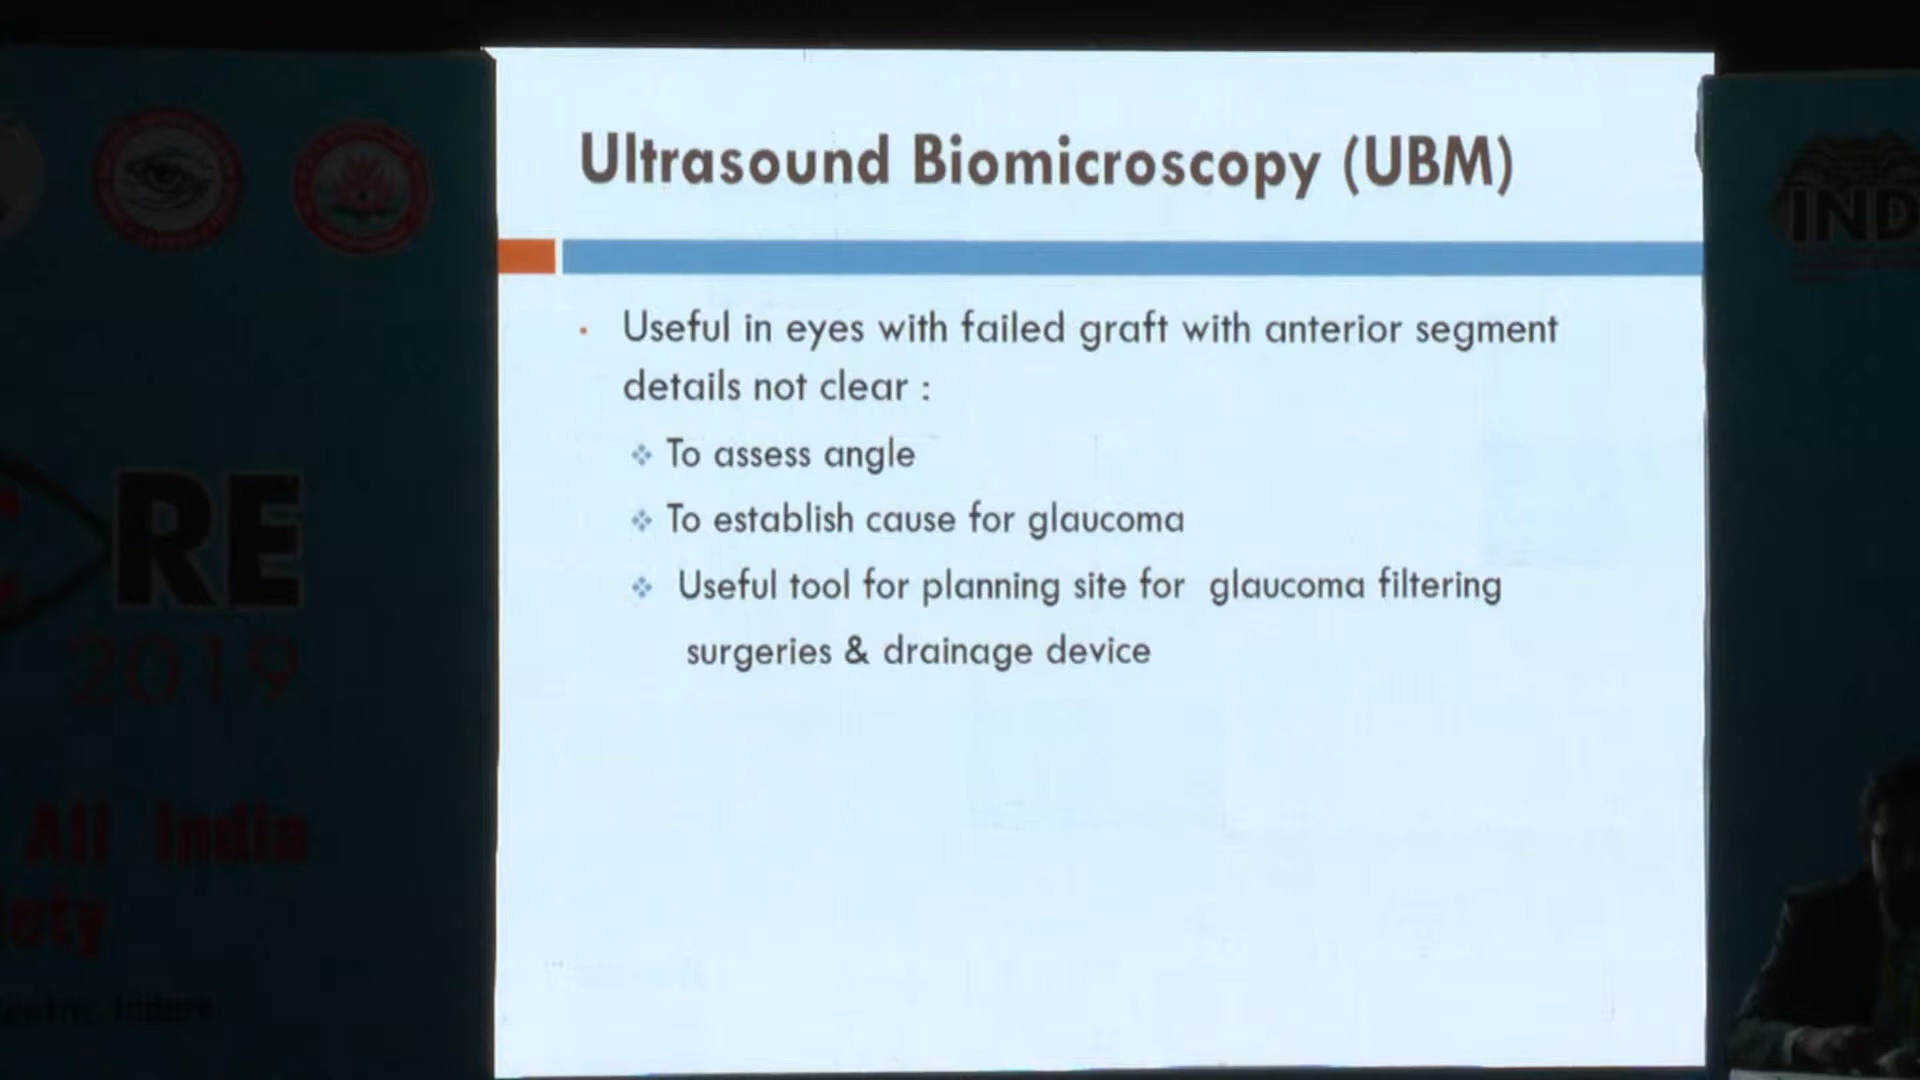 Ultrasound Biomicroscopy (UBM)
• Useful in eyes with failed graft with anterior segment
details not clear :
❖ To assess angle
❖ To establish cause for glaucoma
❖ Useful tool for planning site for glaucoma filtering
surgeries & drainage device
RE
2019
All India
IND